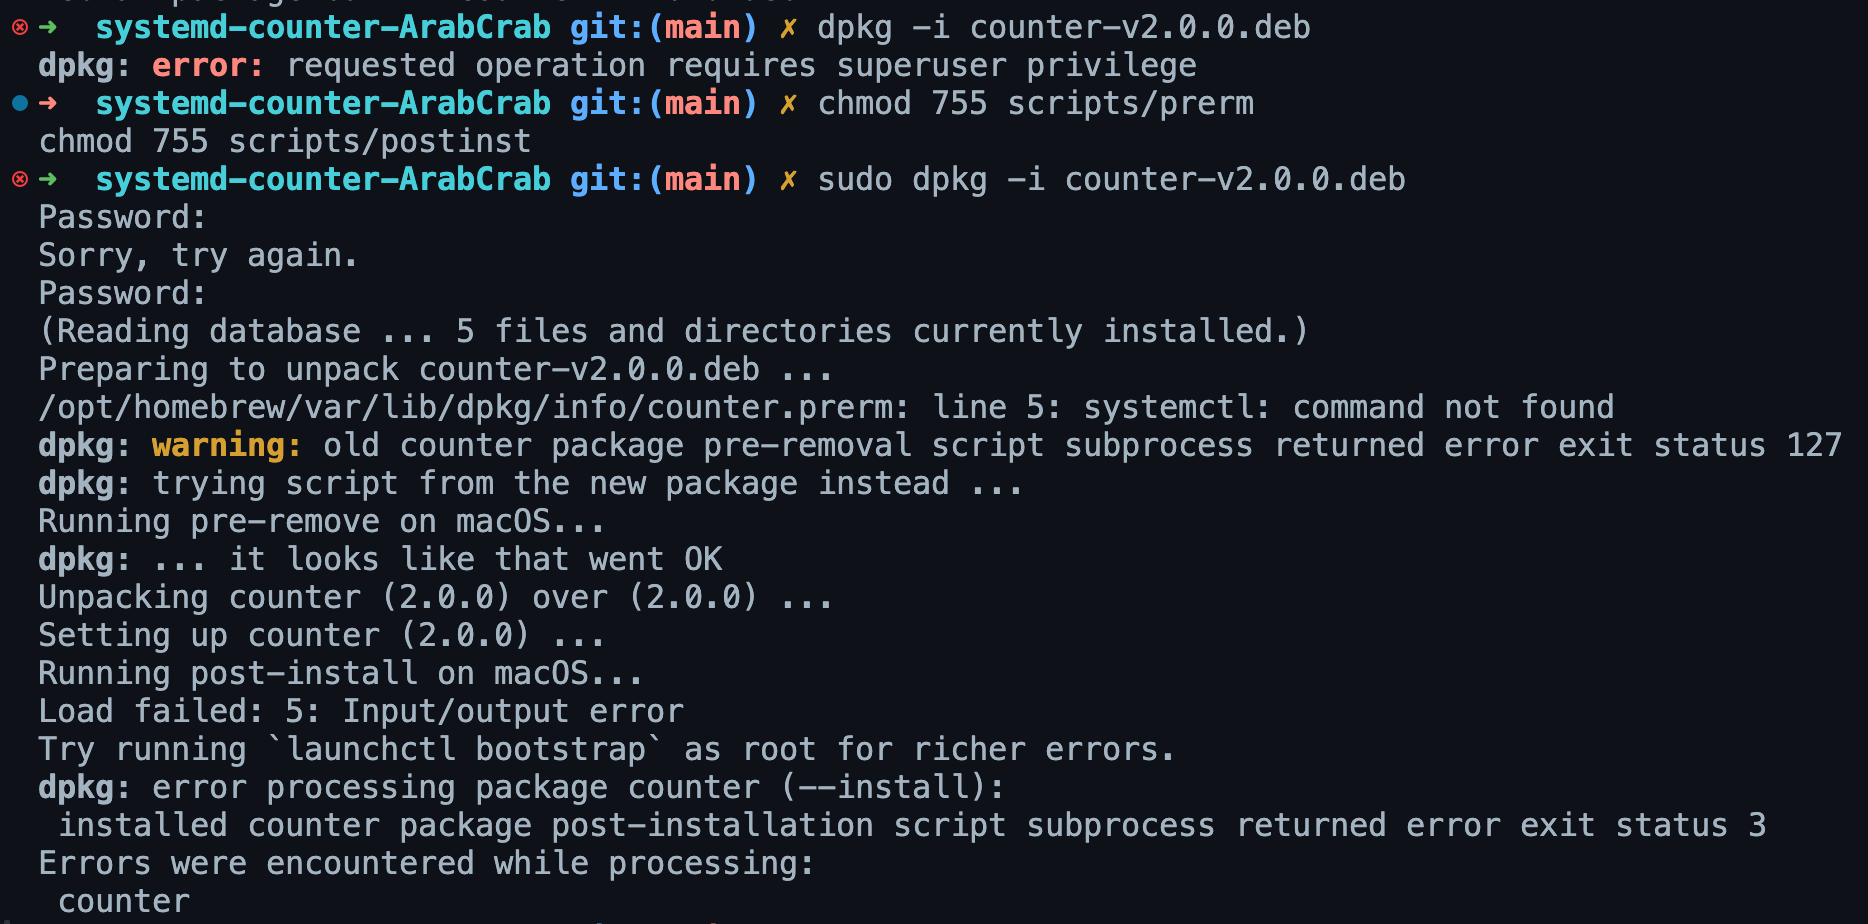 ➜  systemd-counter-ArabCrab git:(main) ✗ dpkg -i counter-v2.0.0.deb
dpkg: error: requested operation requires superuser privilege
➜  systemd-counter-ArabCrab git:(main) ✗ chmod 755 scripts/prerm
chmod 755 scripts/postinst
➜  systemd-counter-ArabCrab git:(main) ✗ sudo dpkg -i counter-v2.0.0.deb
Password:
Sorry, try again.
Password:
(Reading database ... 5 files and directories currently installed.)
Preparing to unpack counter-v2.0.0.deb ...
/opt/homebrew/var/lib/dpkg/info/counter.prerm: line 5: systemctl: command not found
dpkg: warning: old counter package pre-removal script subprocess returned error exit status 127
dpkg: trying script from the new package instead ...
Running pre-remove on macOS...
dpkg: ... it looks like that went OK
Unpacking counter (2.0.0) over (2.0.0) ...
Setting up counter (2.0.0) ...
Running post-install on macOS...
Load failed: 5: Input/output error
Try running `launchctl bootstrap` as root for richer errors.
dpkg: error processing package counter (--install):
 installed counter package post-installation script subprocess returned error exit status 3
Errors were encountered while processing:
 counter